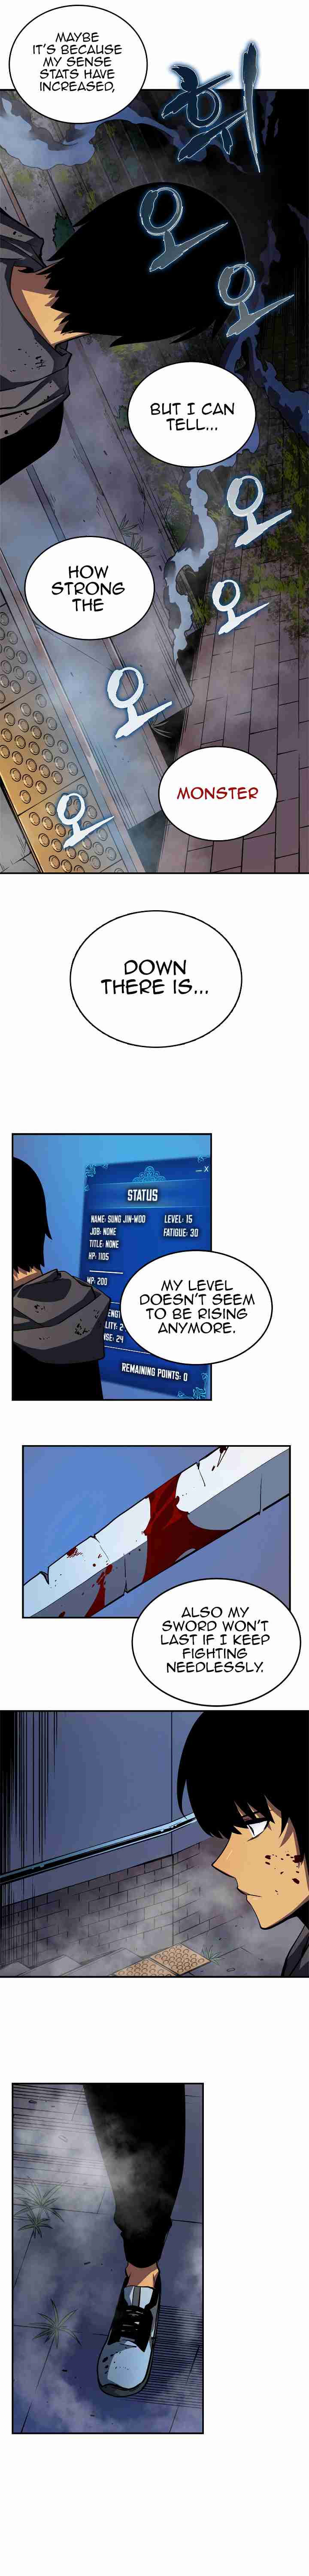 MAYBE
IT'S BECAUSE
MY SENSE
STATS HAVE
INCREASED,
휘
오
오
BUT I CAN
TELL...
오
HOW
STRONG
THE
오
오
MONSTER
오
DOWN
THERE IS...
STATUS
NAME: SUNG JIN-WOO LEVEL: 15
JOB: NONE FATIGUE: 30
TITLE: NONE
HP: 1105
MP: 200
MY LEVEL
DOESN'T SEEM
TO BE RISING
ANYMORE.
REMAINING POINTS: 0
ALSO MY
SWORD WON'T
LAST IF I KEEP
FIGHTING
NEEDLESSLY.